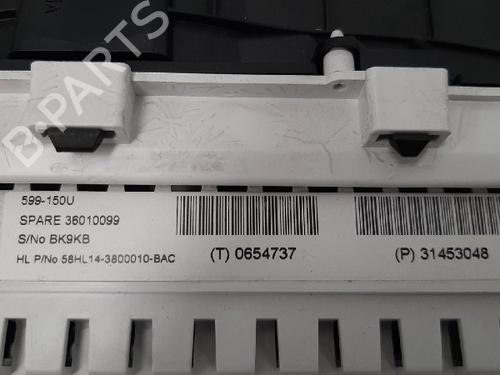 B-PARTS
599-150U
SPARE 36010099
S/No BK9KB
HL P/No 58HL14-3800010-BAC
(T) 0654737
(P) 31453048